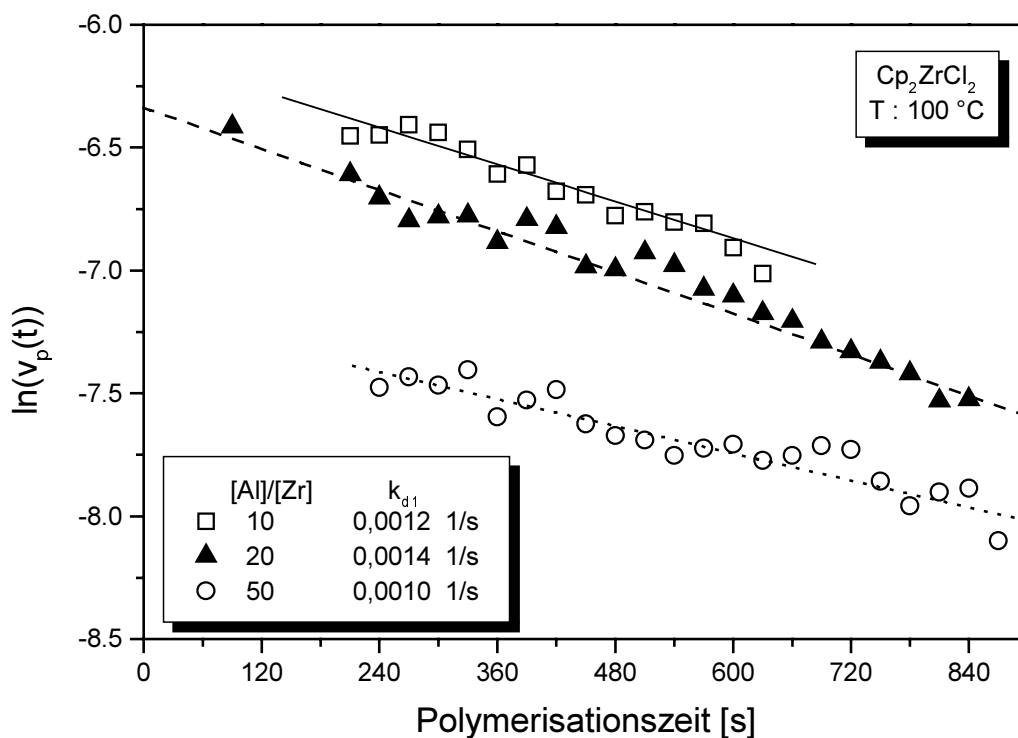 -6.0
-6.5
-7.0
-7.5
-8.0
-8.5
ln(vₚ(t))
Cp₂ZrCl₂
T : 100 °C
[Al]/[Zr] k_d1
10 0,0012 1/s
20 0,0014 1/s
50 0,0010 1/s
0 120 240 360 480 600 720 840
Polymerisationszeit [s]